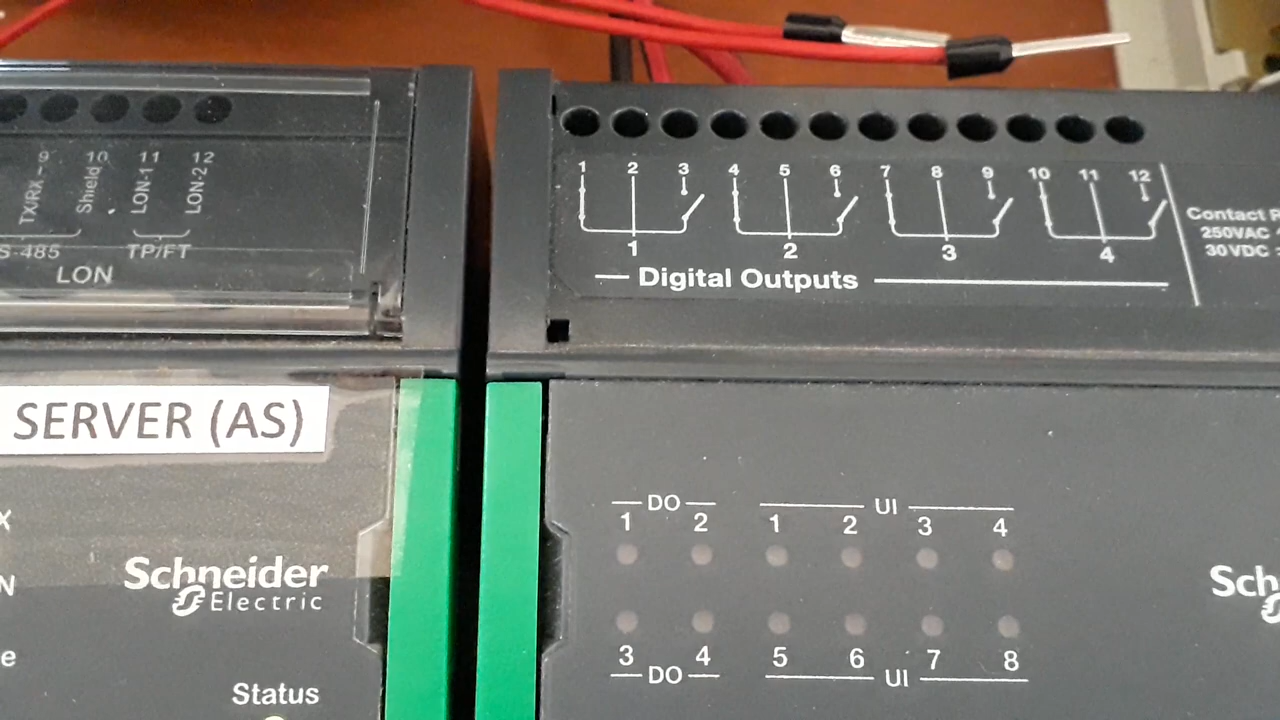 9 10 11 12
TX/RX - Shield LON-1 LON-2
S-485 TP/FT
LON
SERVER (AS)
Schneider
Electric
Status
1 2 3 4 5 6 7 8 9 10 11 12
1 2 3 4
Digital Outputs
Contact
250VAC
30VDC
DO UI
1 2 1 2 3 4
3 4 5 6 7 8
DO UI
Sch